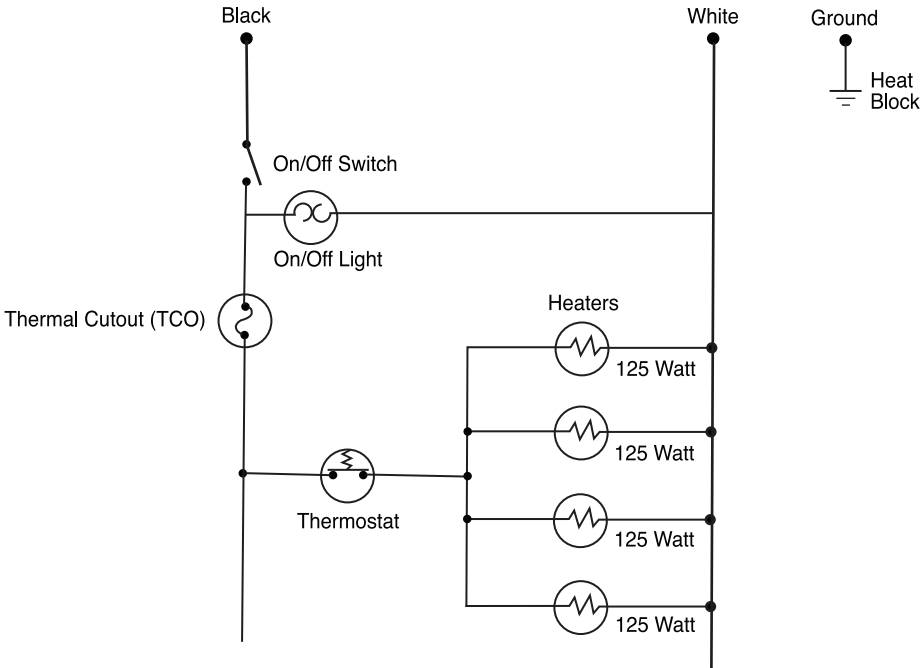 Black
White
Ground
Heat
Block
On/Off Switch
On/Off Light
Thermal Cutout (TCO)
Heaters
125 Watt
125 Watt
Thermostat
125 Watt
125 Watt